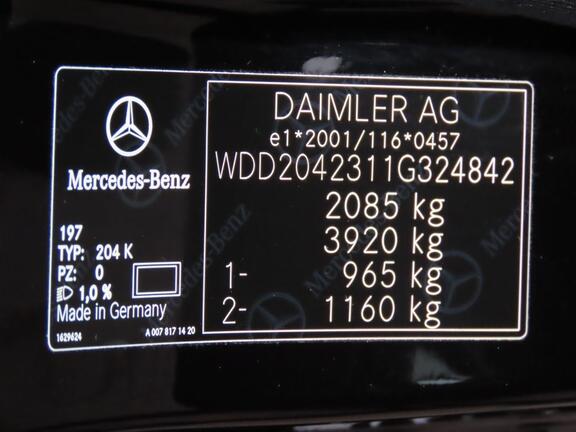 Mercedes-Benz
197
TYP: 204 K
PZ: 0
1,0 %
Made in Germany
1629624
A 007 817 14 20
DAIMLER AG
e1*2001/116*0457
WDD2042311G324842
2085 kg
3920 kg
1- 965 kg
2- 1160 kg